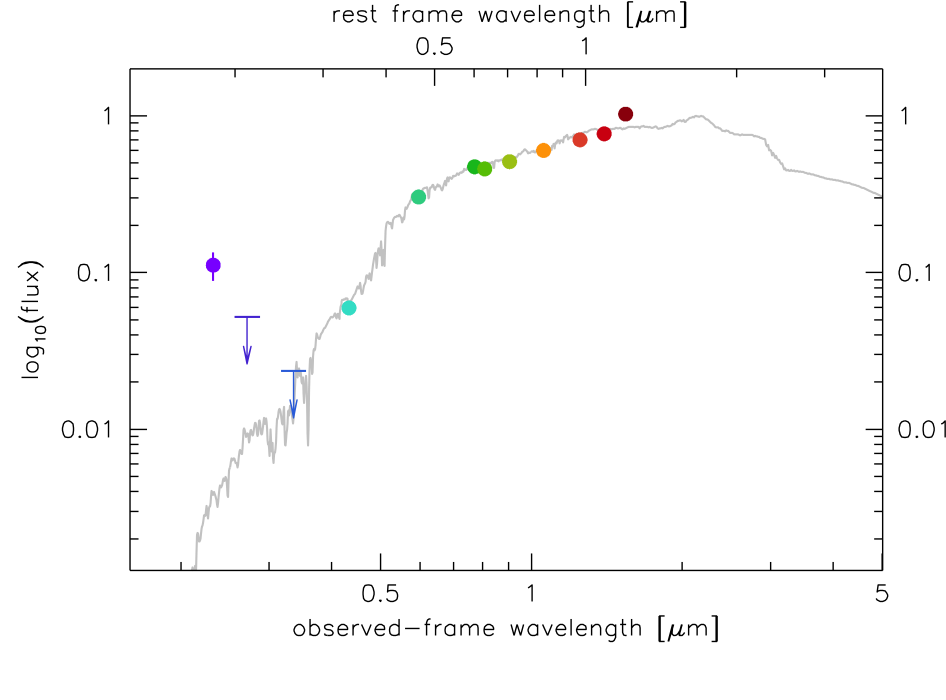 rest frame wavelength [μm]
0.5 1
1 1
0.1 0.1
0.01 0.01
log10(flux)
0.5 1 5
observed-frame wavelength [μm]